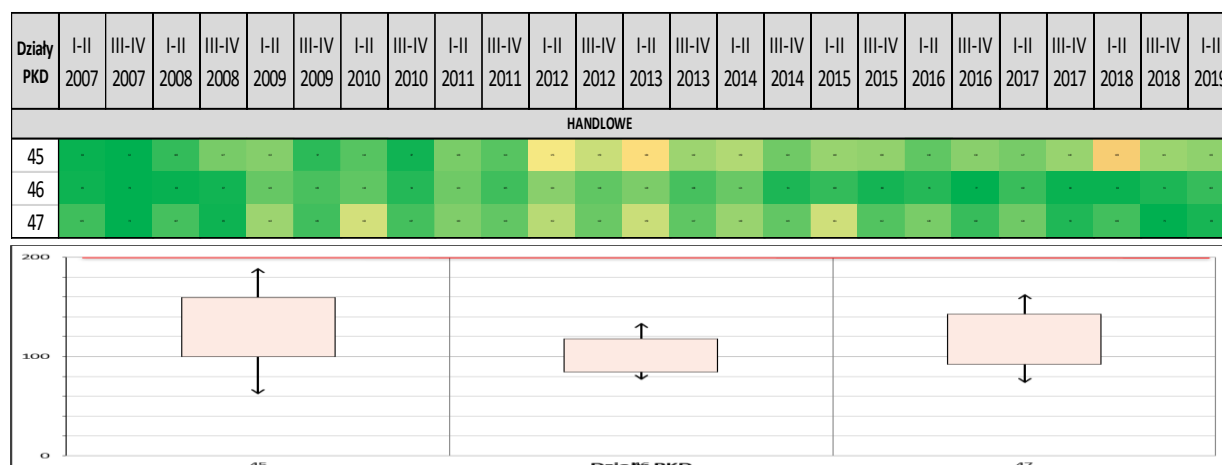 Działy PKD I-II 2007 III-IV 2007 I-II 2008 III-IV 2008 I-II 2009 III-IV 2009 I-II 2010 III-IV 2010 I-II 2011 III-IV 2011 I-II 2012 III-IV 2012 I-II 2013 III-IV 2013 I-II 2014 III-IV 2014 I-II 2015 III-IV 2015 I-II 2016 III-IV 2016 I-II 2017 III-IV 2017 I-II 2018 III-IV 2018 I-II 2019
HANDLOWE
45 - - - - - - - - - - - - - - - - - - - - - - - - -
46 - - - - - - - - - - - - - - - - - - - - - - - - -
47 - - - - - - - - - - - - - - - - - - - - - - - - -
200
100
0